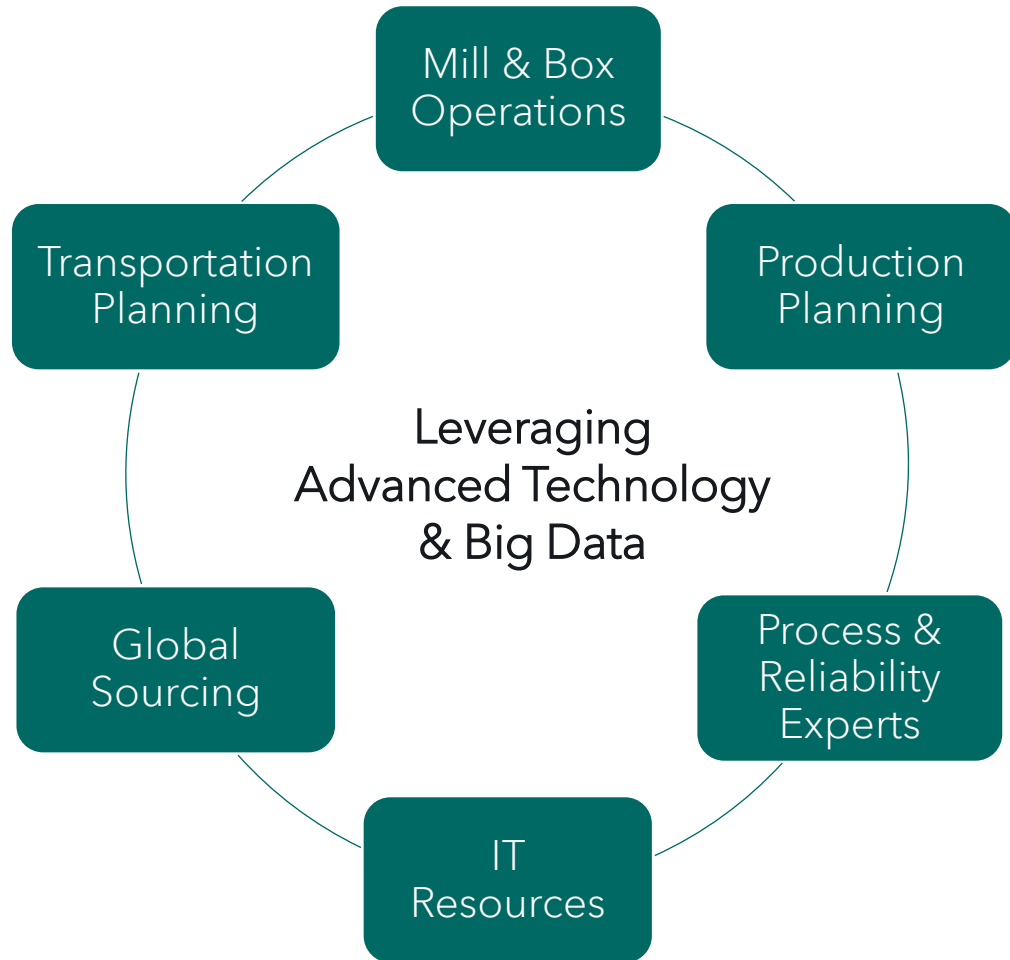 Mill & Box
Operations
Transportation
Planning
Production
Planning
Leveraging
Advanced Technology
& Big Data
Global
Sourcing
Process &
Reliability
Experts
IT
Resources